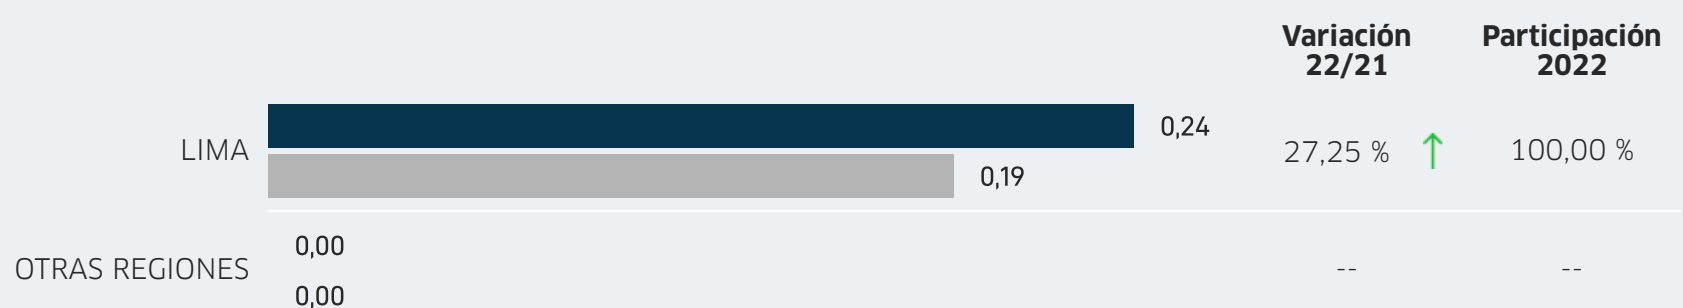 Variación
22/21
Participación
2022
LIMA
0,24
0,19
27,25 %
100,00 %
OTRAS REGIONES
0,00
0,00
--
--